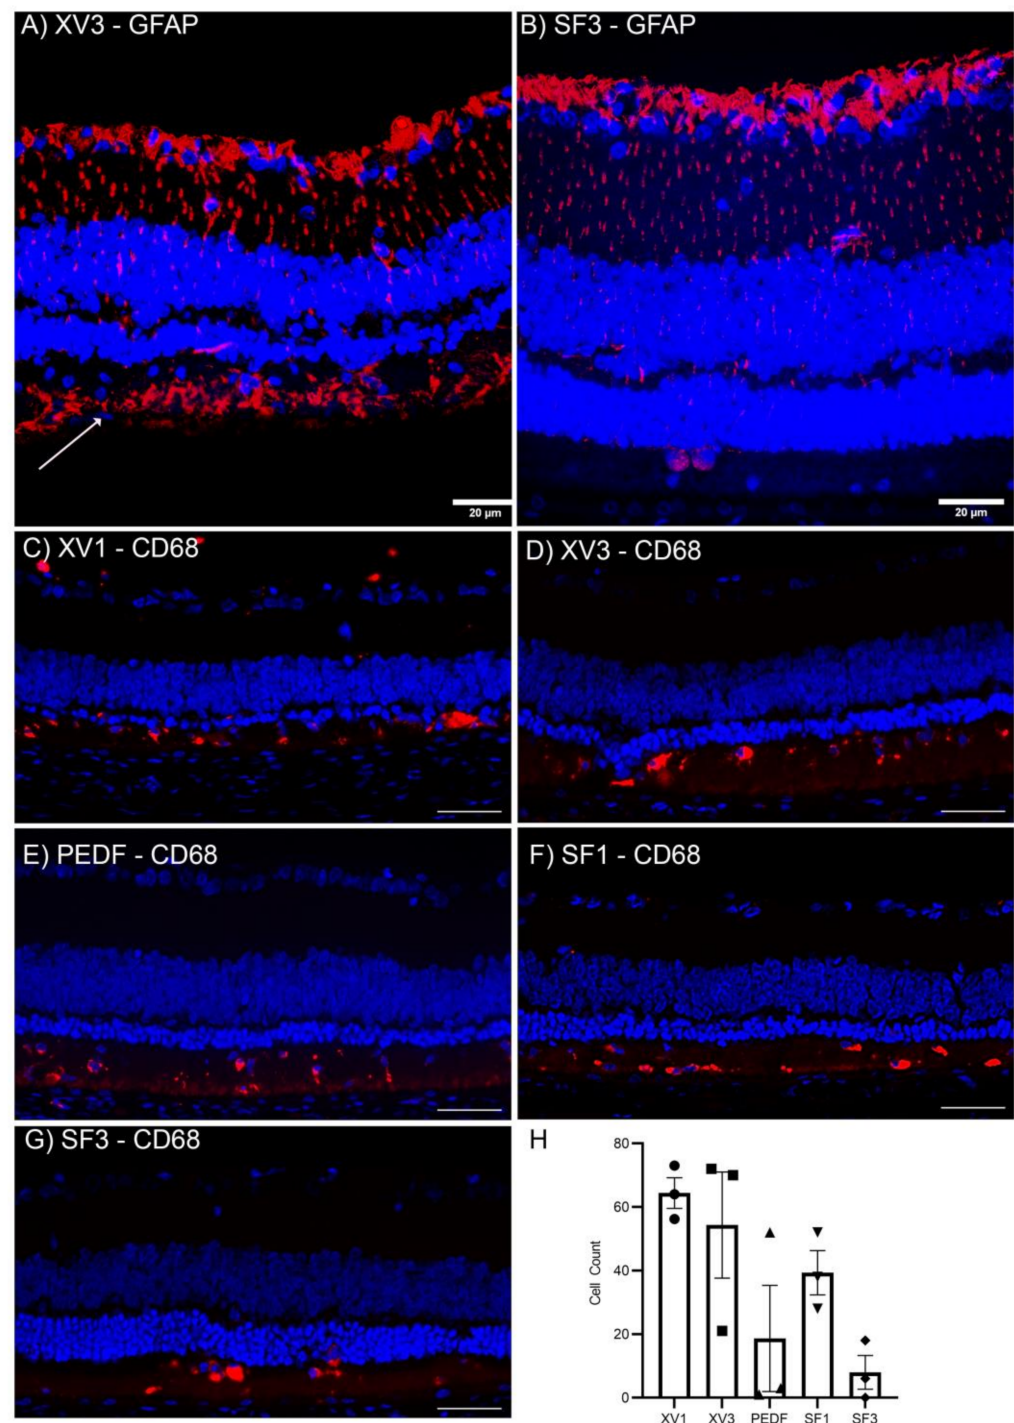 A) XV3 - GFAP
B) SF3 - GFAP
20 µm
20 µm
C) XV1 - CD68
D) XV3 - CD68
E) PEDF - CD68
F) SF1 - CD68
G) SF3 - CD68
H
80
60
40
20
0
Cell Count
XV1 XV3 PEDF SF1 SF3